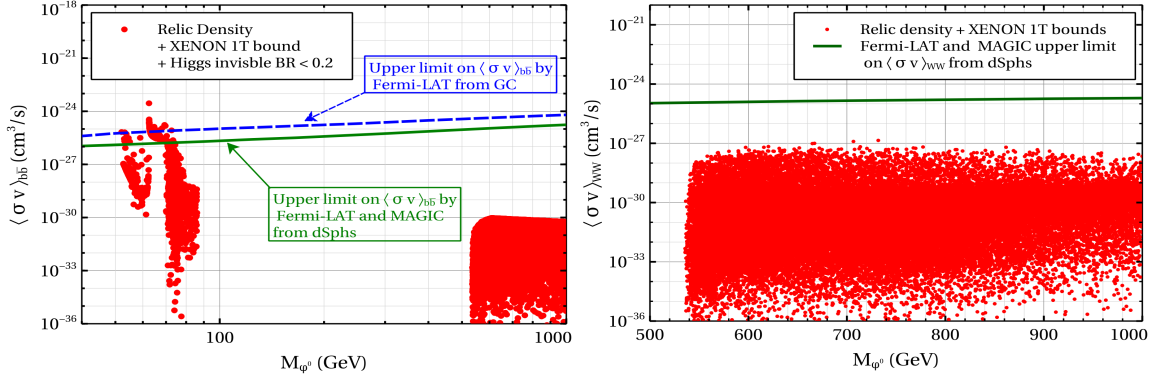 10⁻¹⁸
10⁻²¹
10⁻²⁴
10⁻²⁷
10⁻³⁰
10⁻³³
10⁻³⁶
⟨ σ v ⟩bb̄ (cm³/s)
Relic Density
+ XENON 1T bound
+ Higgs invisible BR < 0.2
Upper limit on ⟨ σ v ⟩bb̄ by
Fermi-LAT from GC
Upper limit on ⟨ σ v ⟩bb̄ by
Fermi-LAT and MAGIC
from dSphs
100
1000
Mφ⁰ (GeV)
10⁻¹⁸
10⁻²¹
10⁻²⁴
10⁻²⁷
10⁻³⁰
10⁻³³
10⁻³⁶
⟨ σ v ⟩WW (cm³/s)
Relic density + XENON 1T bounds
Fermi-LAT and MAGIC upper limit
on ⟨ σ v ⟩WW from dSphs
500
600
700
800
900
1000
Mφ⁰ (GeV)